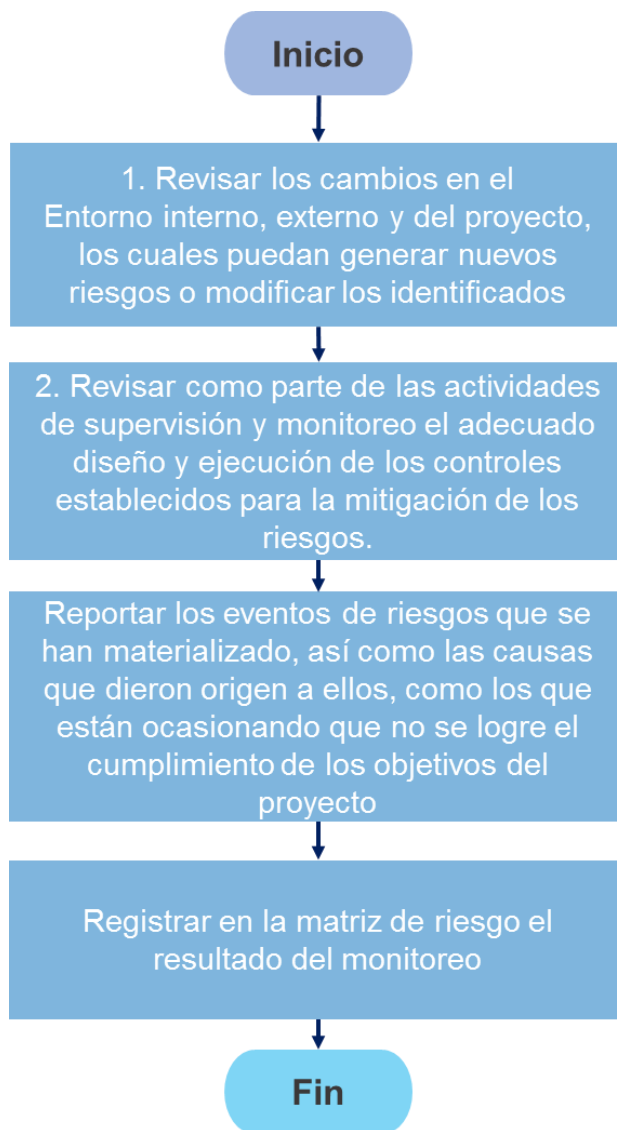 Inicio
1. Revisar los cambios en el
Entorno interno, externo y del proyecto,
los cuales puedan generar nuevos
riesgos o modificar los identificados
2. Revisar como parte de las actividades
de supervisión y monitoreo el adecuado
diseño y ejecución de los controles
establecidos para la mitigación de los
riesgos.
Reportar los eventos de riesgos que se
han materializado, así como las causas
que dieron origen a ellos, como los que
están ocasionando que no se logre el
cumplimiento de los objetivos del
proyecto
Registrar en la matriz de riesgo el
resultado del monitoreo
Fin